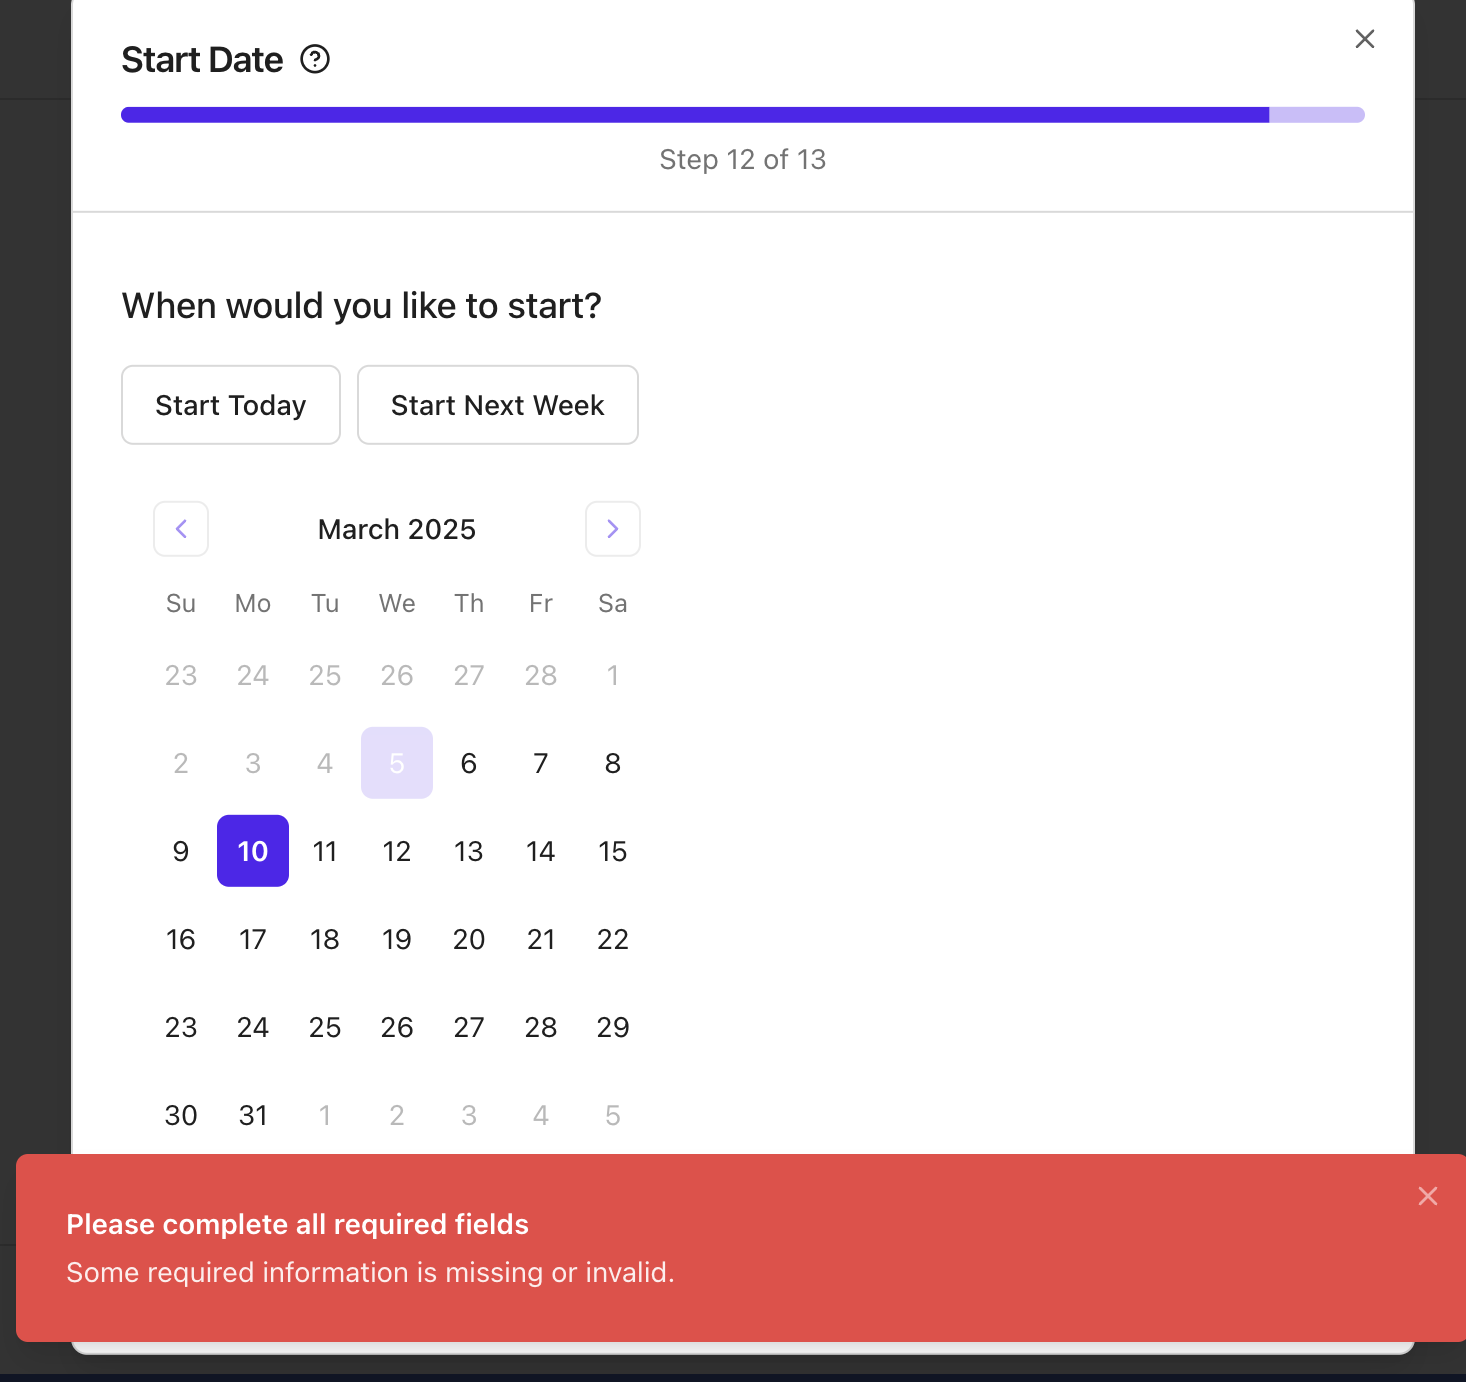 Start Date ?
Step 12 of 13
When would you like to start?
Start Today Start Next Week
March 2025
Su Mo Tu We Th Fr Sa
23 24 25 26 27 28 1
2 3 4 5 6 7 8
9 10 11 12 13 14 15
16 17 18 19 20 21 22
23 24 25 26 27 28 29
30 31 1 2 3 4 5
Please complete all required fields
Some required information is missing or invalid.